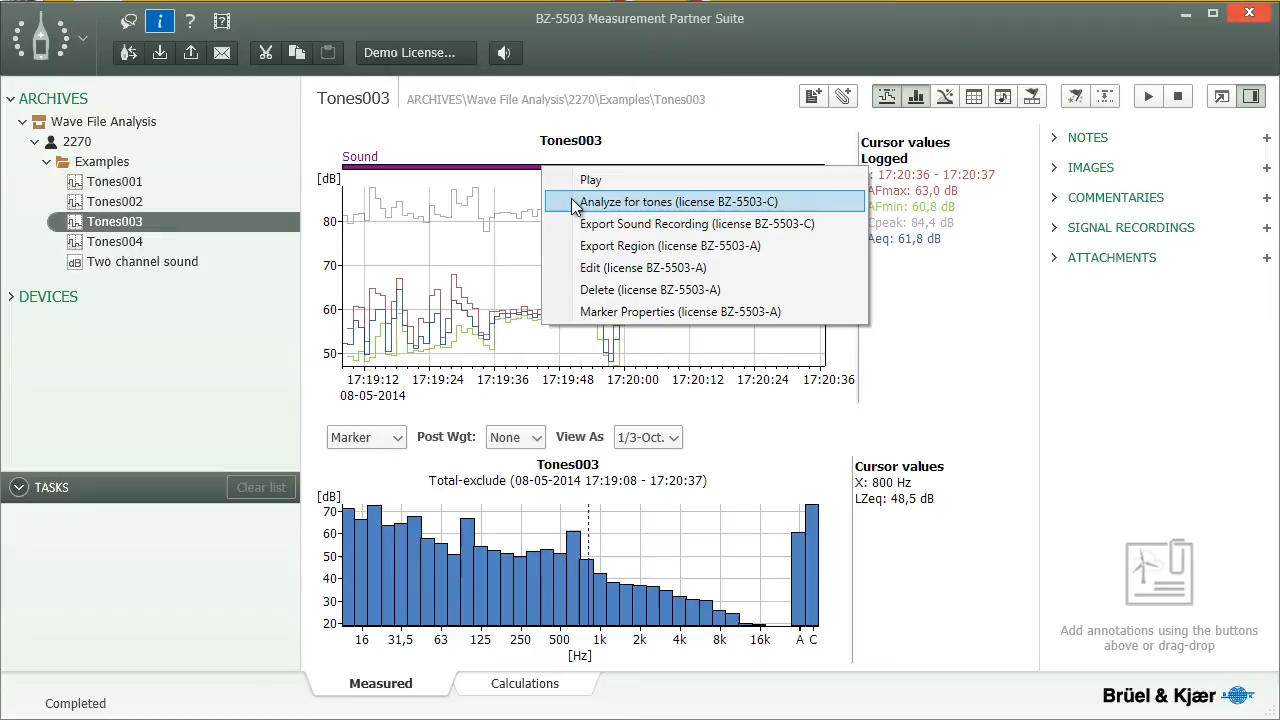 BZ-5503 Measurement Partner Suite
Demo License...
ARCHIVES
Wave File Analysis
2270
Examples
Tones001
Tones002
Tones003
Tones004
Two channel sound
DEVICES
TASKS
Clear list
Completed
Tones003
ARCHIVES\Wave File Analysis\2270\Examples\Tones003
Tones003
Sound
[dB]
80
70
60
50
17:19:12 17:19:24 17:19:36 17:19:48 17:20:00 17:20:12 17:20:24 17:20:36
08-05-2014
Play
Analyze for tones (license BZ-5503-C)
Export Sound Recording (license BZ-5503-C)
Export Region (license BZ-5503-A)
Edit (license BZ-5503-A)
Delete (license BZ-5503-A)
Marker Properties (license BZ-5503-A)
Cursor values
Logged
: 17:20:36 - 17:20:37
AFmax: 63,0 dB
AFmin: 60,8 dB
Cpeak: 84,4 dB
Aeq: 61,8 dB
Marker Post Wgt: None View As 1/3-Oct.
Tones003
Total-exclude (08-05-2014 17:19:08 - 17:20:37)
[dB]
70
60
50
40
30
20
16 31,5 63 125 250 500 1k 2k 4k 8k 16k A C
[Hz]
Cursor values
X: 800 Hz
LZeq: 48,5 dB
Measured
Calculations
NOTES
IMAGES
COMMENTARIES
SIGNAL RECORDINGS
ATTACHMENTS
Add annotations using the buttons
above or drag-drop
Brüel & Kjær